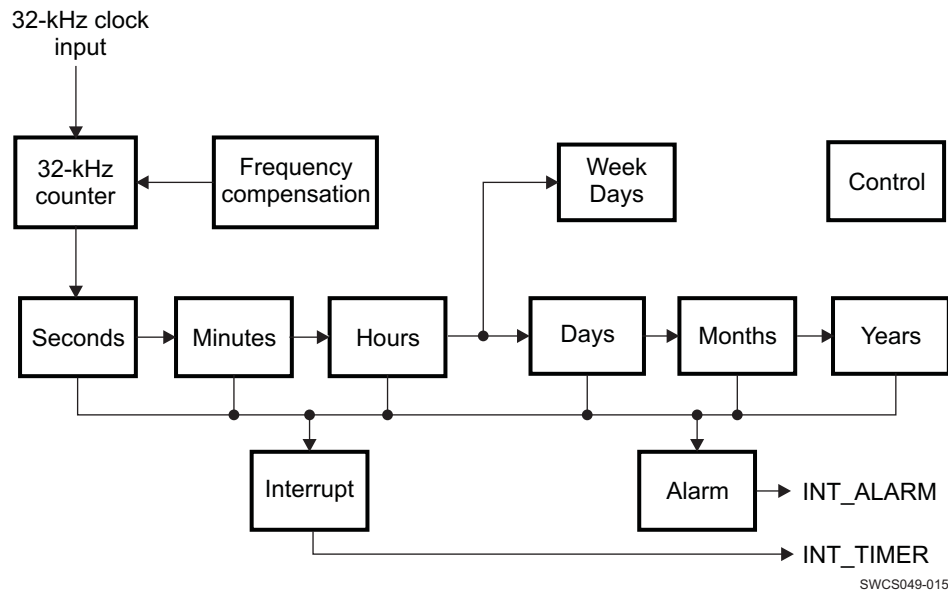 32-kHz clock
input
32-kHz
counter
Frequency
compensation
Week
Days
Control
Seconds
Minutes
Hours
Days
Months
Years
Interrupt
Alarm
INT_ALARM
INT_TIMER
SWCS049-015